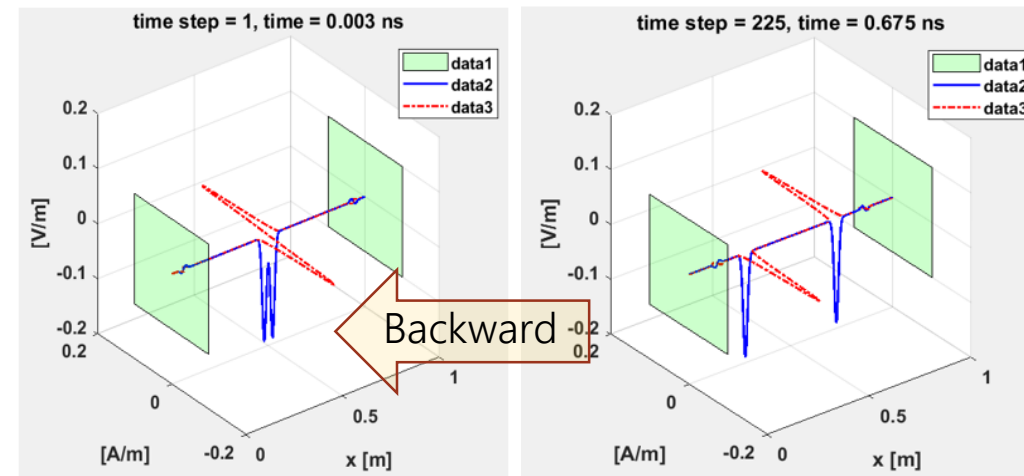 time step = 1, time = 0.003 ns
data1
data2
data3
0.2
0.1
0
-0.1
-0.2
0.2
0
-0.2
[V/m]
[A/m]
0
0.5
1
x [m]
Backward
time step = 225, time = 0.675 ns
data1
data2
data3
0.2
0.1
0
-0.1
-0.2
0.2
0
-0.2
[V/m]
[A/m]
0
0.5
1
x [m]